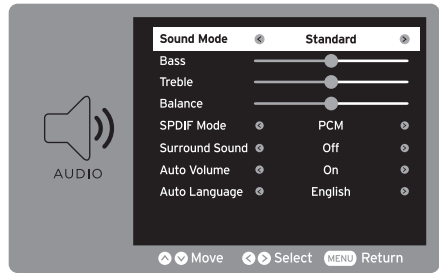 Sound Mode Standard
Bass
Treble
Balance
SPDIF Mode PCM
Surround Sound Off
Auto Volume On
Auto Language English
AUDIO
Move Select MENU Return